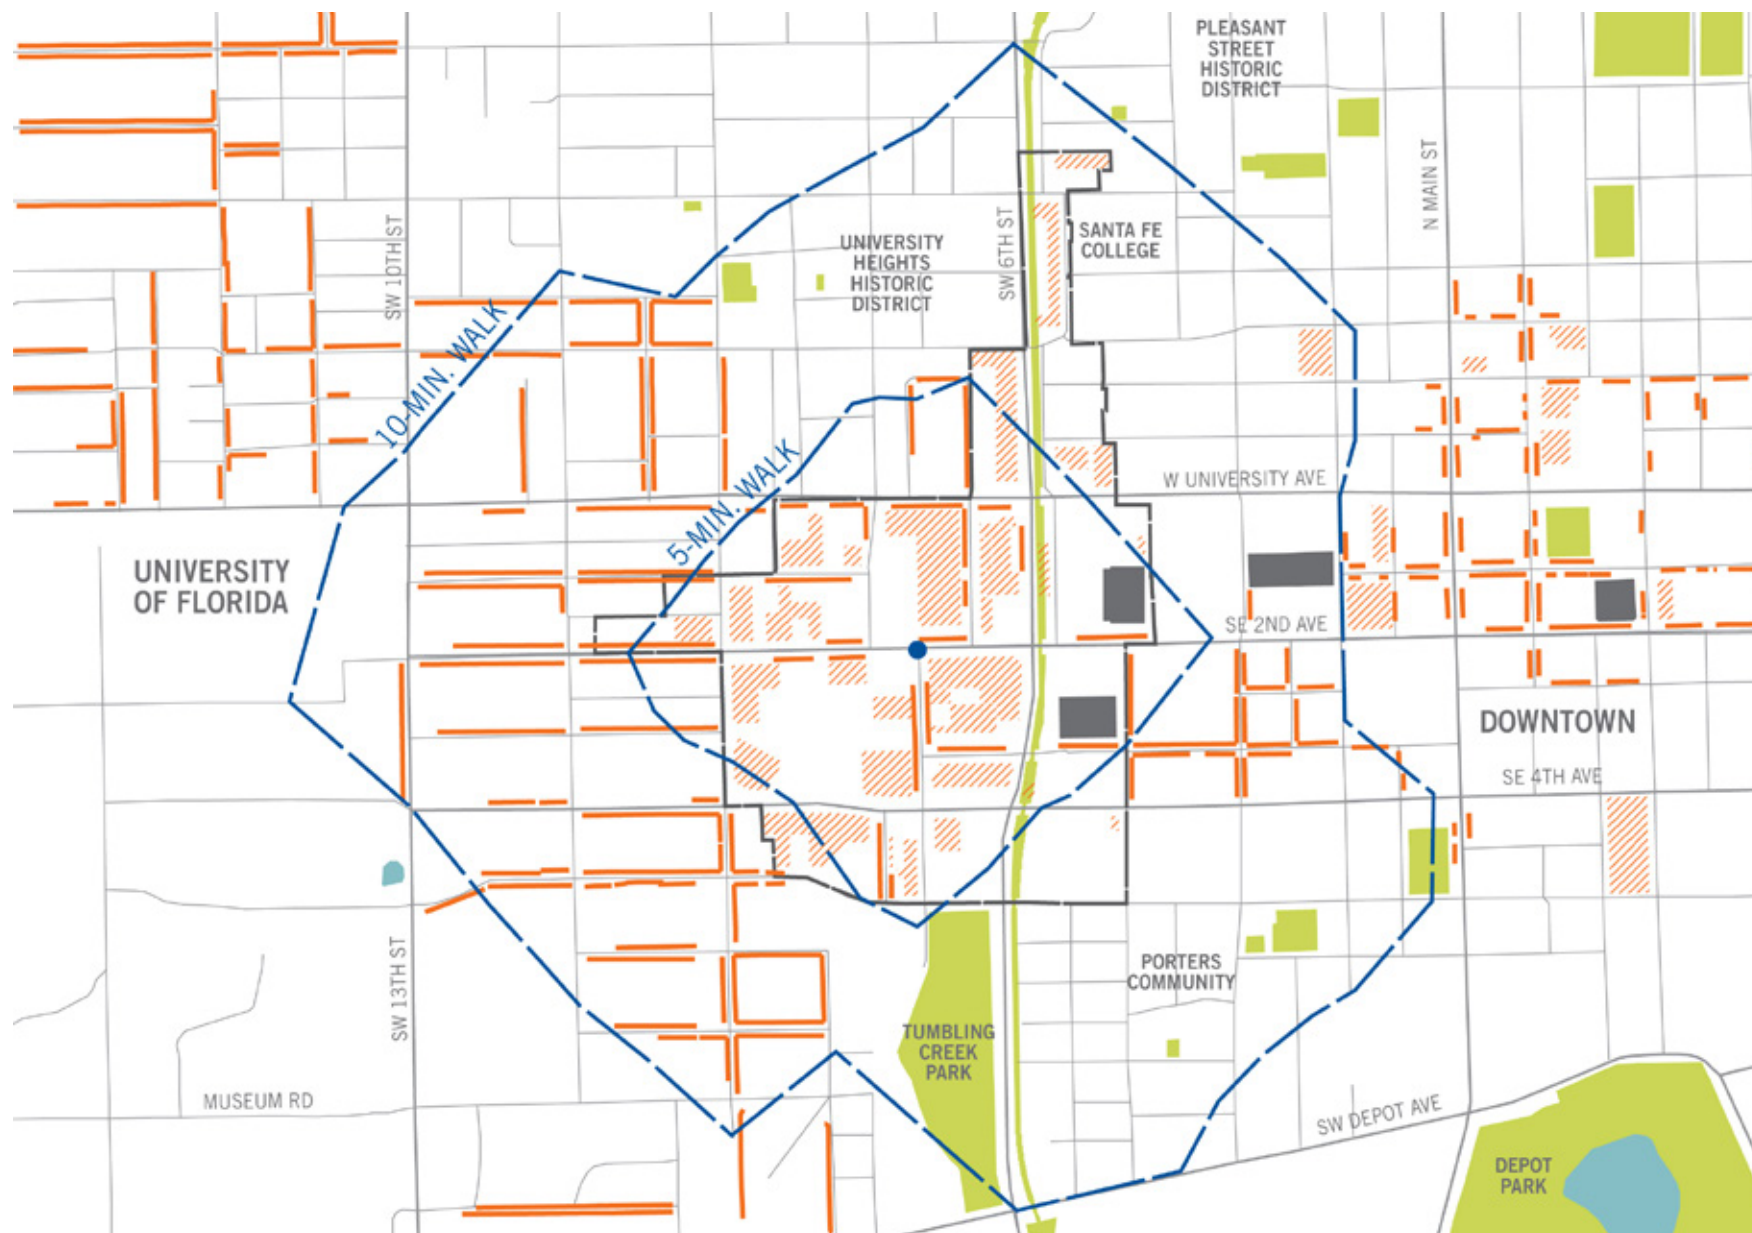 PLEASANT
STREET
HISTORIC
DISTRICT
N MAIN ST
SW 10TH ST
UNIVERSITY
HEIGHTS
HISTORIC
DISTRICT
SW 6TH ST
SANTA FE
COLLEGE
10-MIN. WALK
5-MIN. WALK
W UNIVERSITY AVE
UNIVERSITY
OF FLORIDA
SE 2ND AVE
DOWNTOWN
SE 4TH AVE
SW 13TH ST
PORTERS
COMMUNITY
TUMBLING
CREEK
PARK
MUSEUM RD
SW DEPOT AVE
DEPOT
PARK